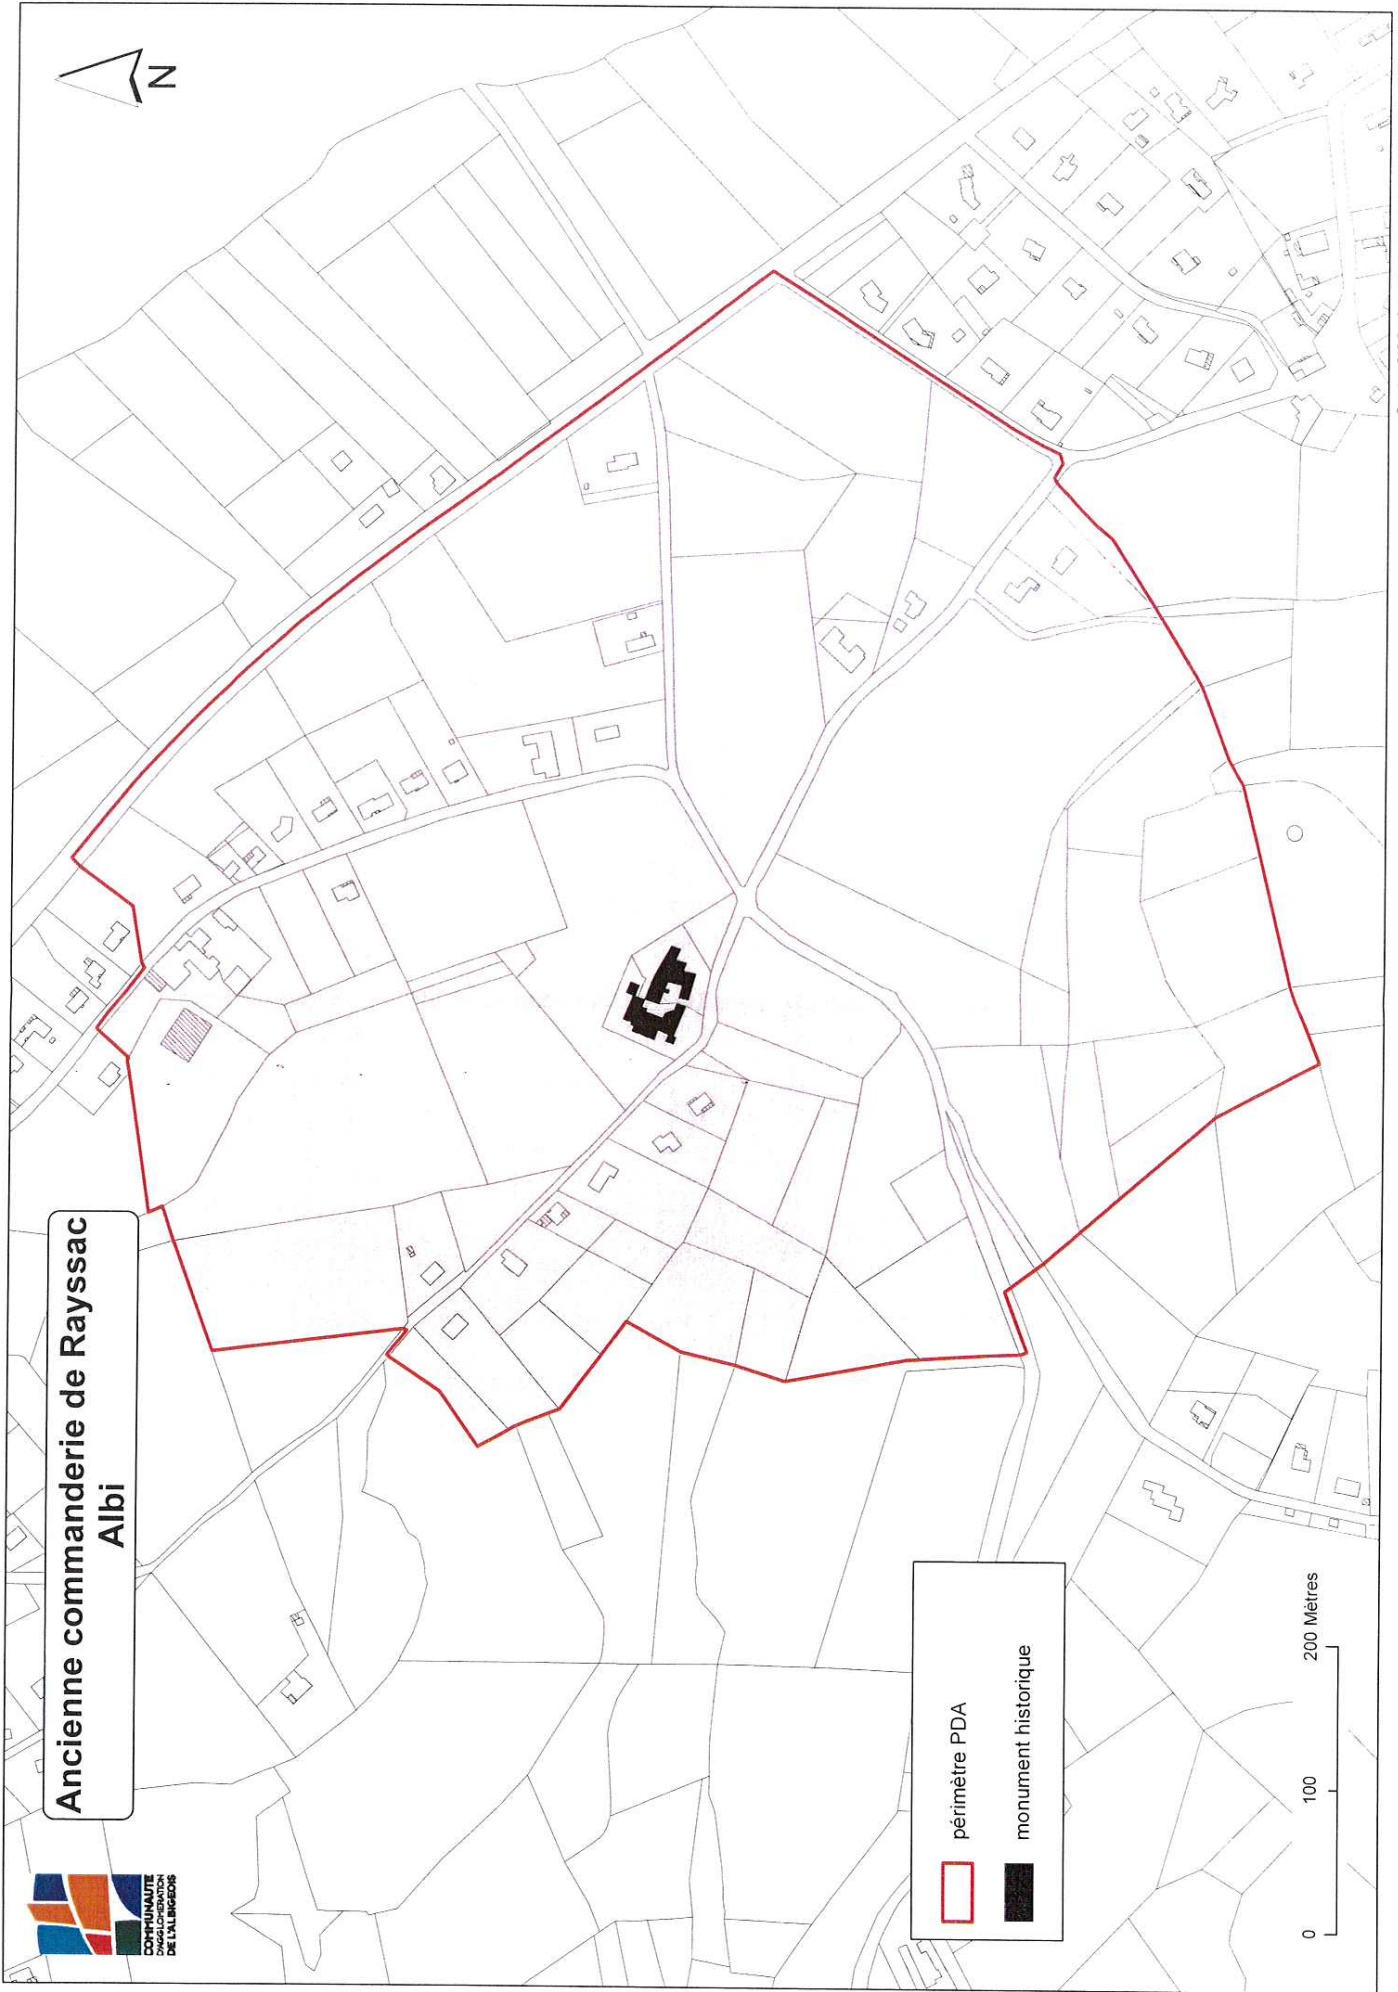 Ancienne commanderie de Rayssac
Albi
N
COMMUNAUTÉ
D'AGGLOMÉRATION
DE L'ALBIGEOIS
périmètre PDA
monument historique
0 100 200 Mètres